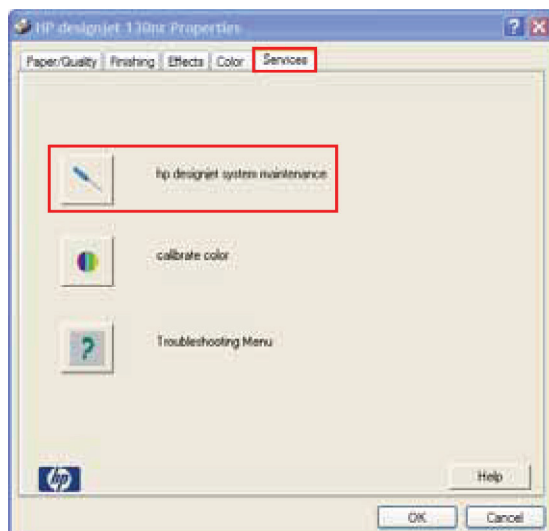 HP designjet 130nr Properties
Paper/Quality Finishing Effects Color Services
hp designjet system maintenance
calibrate color
?
Troubleshooting Menu
hp
Help
OK Cancel